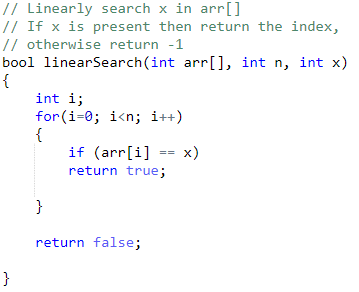 // Linearly search x in arr[]
// If x is present then return the index,
// otherwise return -1
bool linearSearch(int arr[], int n, int x)
{
    int i;
    for(i=0; i<n; i++)
    {
        if (arr[i] == x)
        return true;

    }

    return false;

}